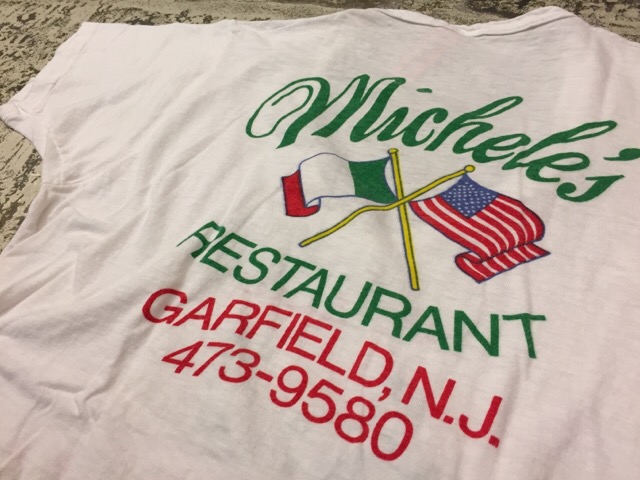 Michele's
RESTAURANT
GARFIELD, N.J.
473-9580